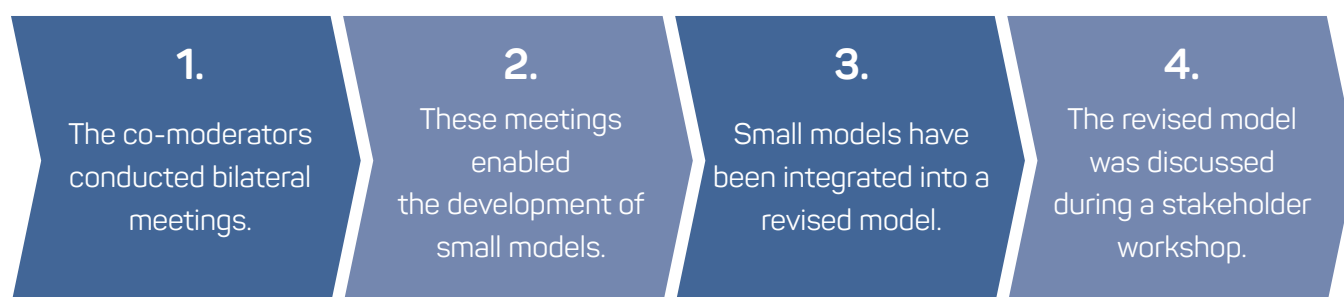 1.
The co-moderators
conducted bilateral
meetings.
2.
These meetings
enabled
the development of
small models.
3.
Small models have
been integrated into a
revised model.
4.
The revised model
was discussed
during a stakeholder
workshop.